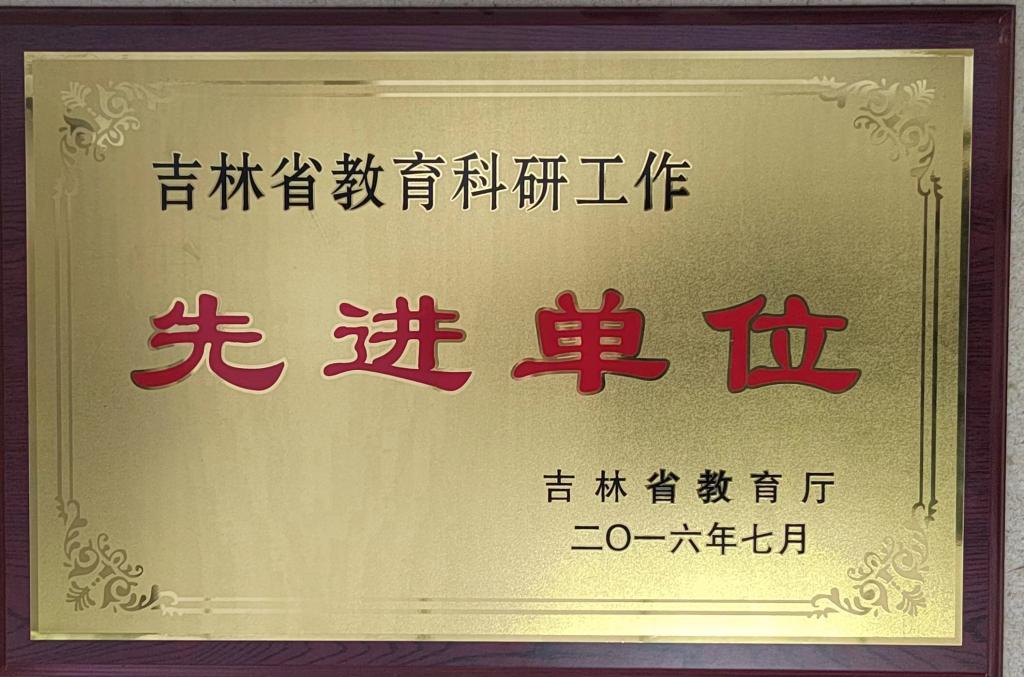 吉林省教育科研工作
先进单位
吉林省教育厅
二〇一六年七月